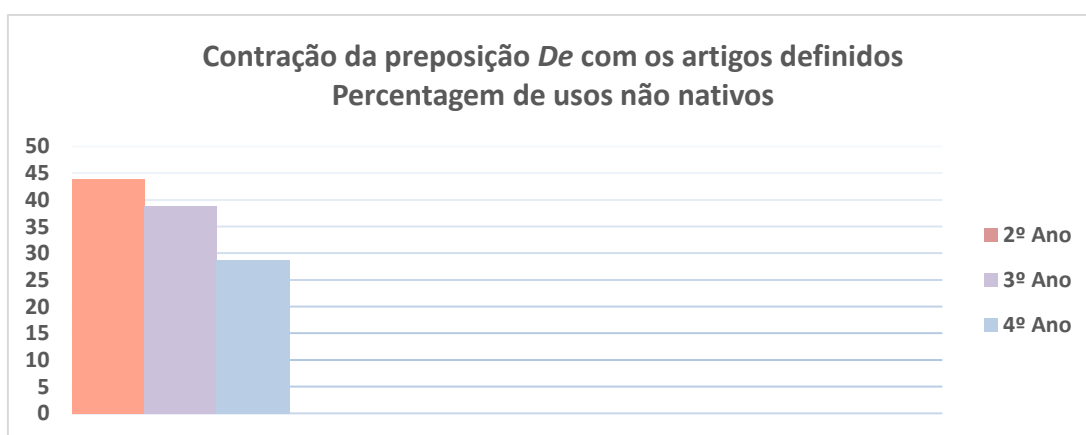 Contração da preposição De com os artigos definidos
Percentagem de usos não nativos
50
45
40
35
30
25
20
15
10
5
0
2º Ano
3º Ano
4º Ano